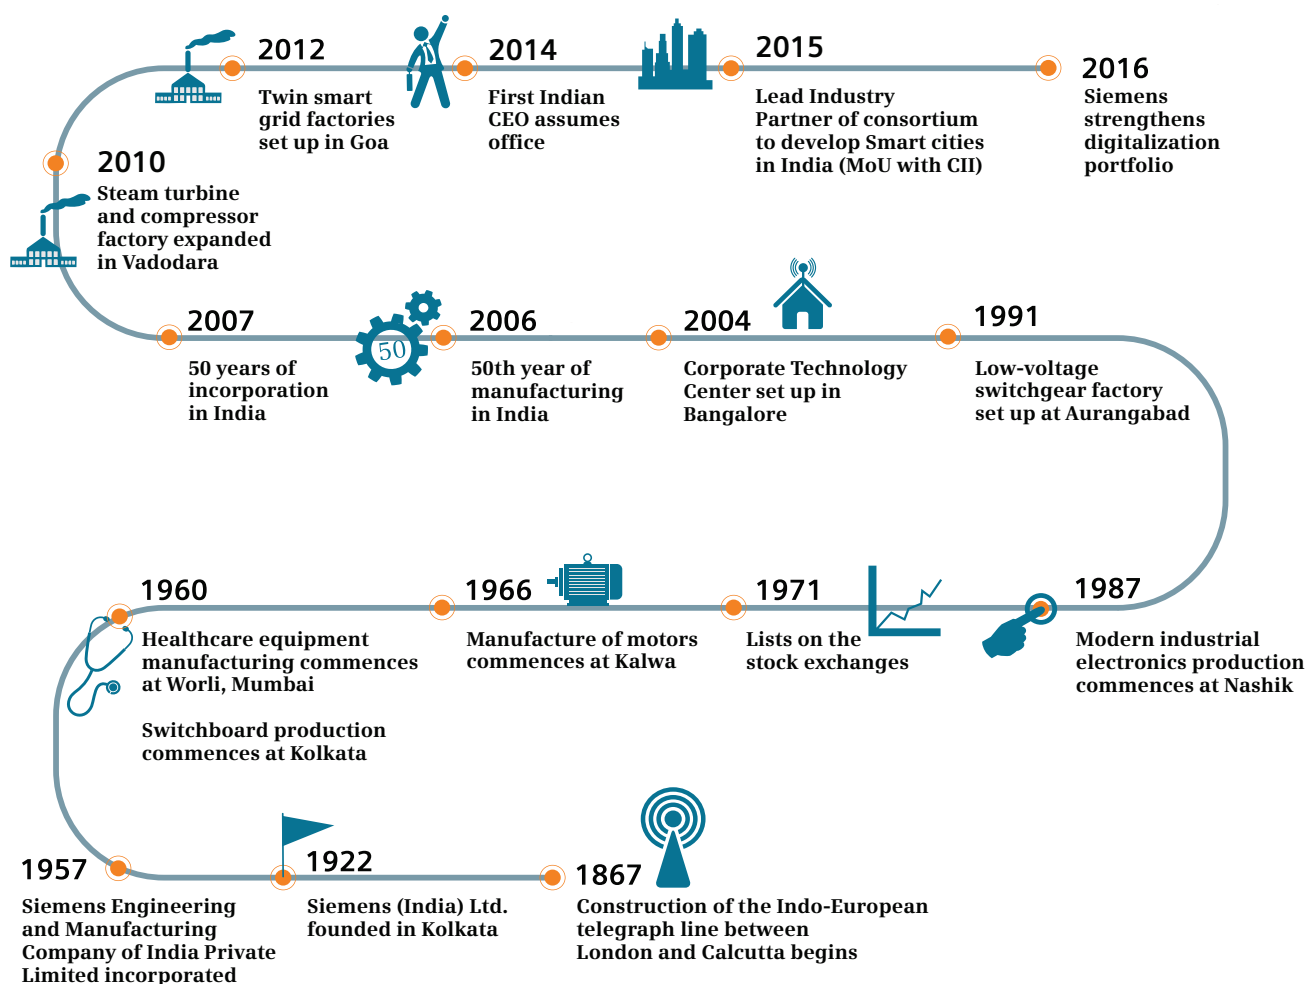 2012
Twin smart
grid factories
set up in Goa
2014
First Indian
CEO assumes
office
2015
Lead Industry
Partner of consortium
to develop Smart cities
in India (MoU with CII)
2016
Siemens
strengthens
digitalization
portfolio
2010
Steam turbine
and compressor
factory expanded
in Vadodara
2007
50 years of
incorporation
in India
50
2006
50th year of
manufacturing
in India
2004
Corporate Technology
Center set up in
Bangalore
1991
Low-voltage
switchgear factory
set up at Aurangabad
1960
Healthcare equipment
manufacturing commences
at Worli, Mumbai
Switchboard production
commences at Kolkata
1966
Manufacture of motors
commences at Kalwa
1971
Lists on the
stock exchanges
1987
Modern industrial
electronics production
commences at Nashik
1957
Siemens Engineering
and Manufacturing
Company of India Private
Limited incorporated
1922
Siemens (India) Ltd.
founded in Kolkata
1867
Construction of the Indo-European
telegraph line between
London and Calcutta begins